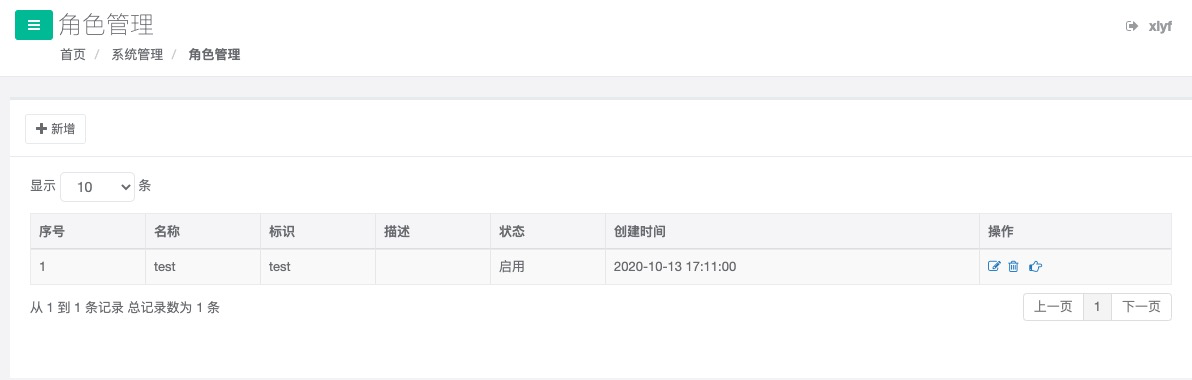 角色管理
xlyf
首页 / 系统管理 / 角色管理
新增
显示 10 条
序号 名称 标识 描述 状态 创建时间 操作
1 test test 启用 2020-10-13 17:11:00
从 1 到 1 条记录 总记录数为 1 条
上一页 1 下一页